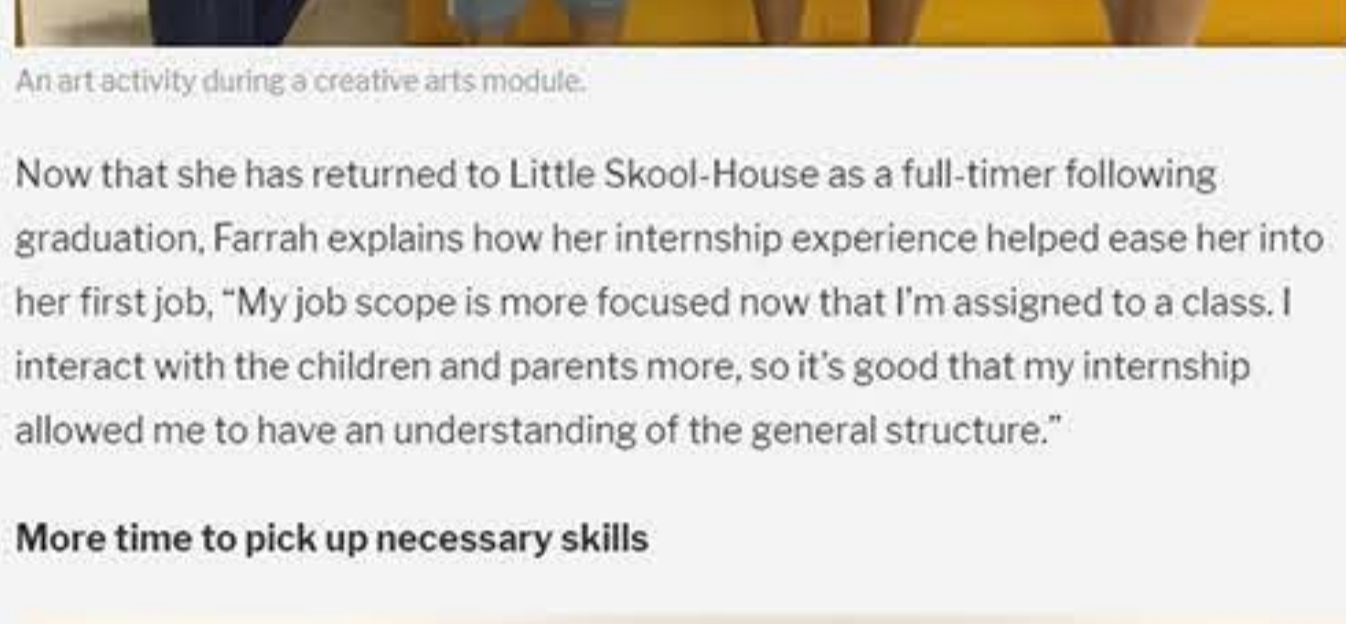 An art activity during a creative arts module.
Now that she has returned to Little Skool-House as a full-timer following
graduation, Farrah explains how her internship experience helped ease her into
her first job, “My job scope is more focused now that I’m assigned to a class. I
interact with the children and parents more, so it’s good that my internship
allowed me to have an understanding of the general structure.”
More time to pick up necessary skills